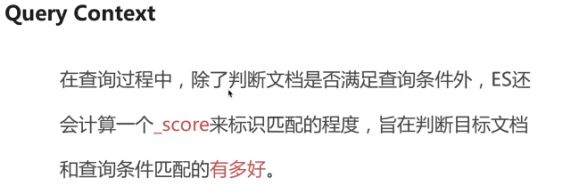 Query Context
在查询过程中，除了判断文档是否满足查询条件外，ES还
会计算一个_score来标识匹配的程度，旨在判断目标文档
和查询条件匹配的有多好。